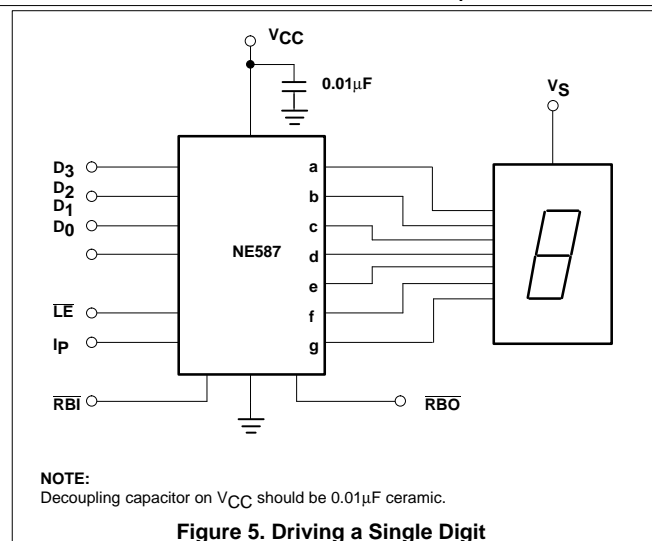 VCC
0.01µF
VS
D3
D2
D1
D0
LE
IP
RBI
NE587
a
b
c
d
e
f
g
RBO
NOTE:
Decoupling capacitor on VCC should be 0.01µF ceramic.
Figure 5. Driving a Single Digit